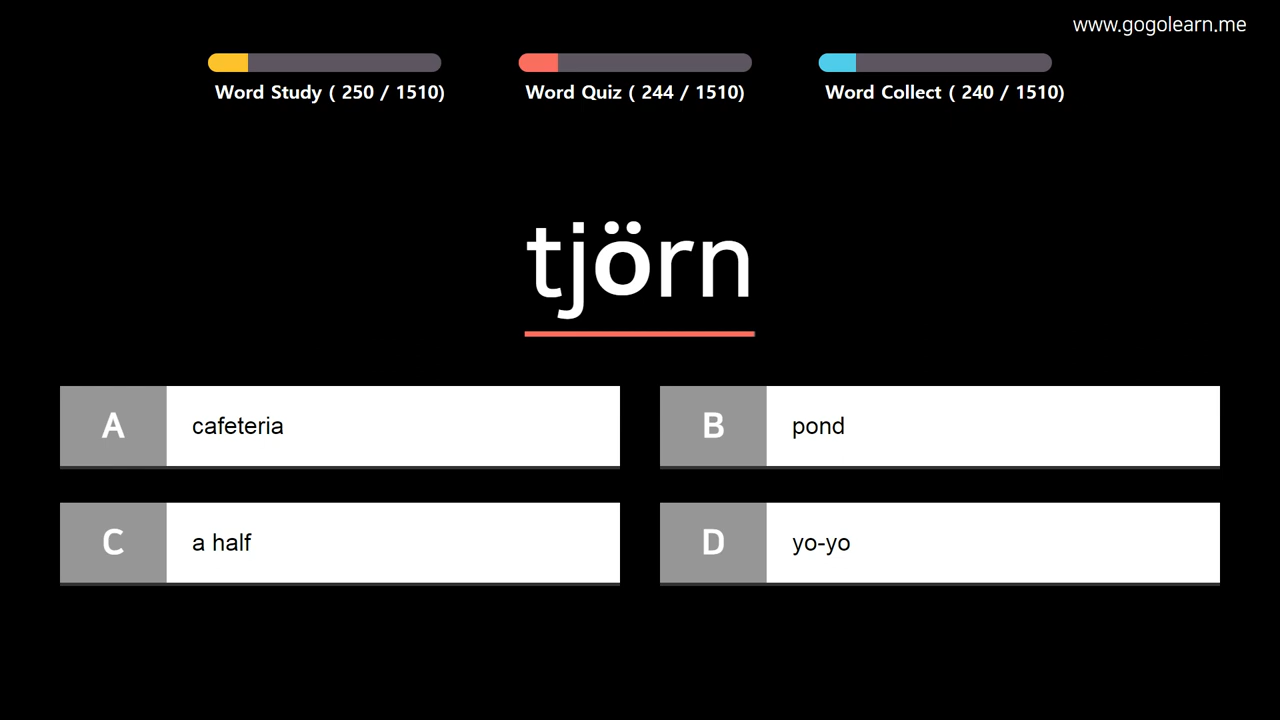 www.gogolearn.me
Word Study ( 250 / 1510)
Word Quiz ( 244 / 1510)
Word Collect ( 240 / 1510)
tjörn
A
cafeteria
B
pond
C
a half
D
yo-yo